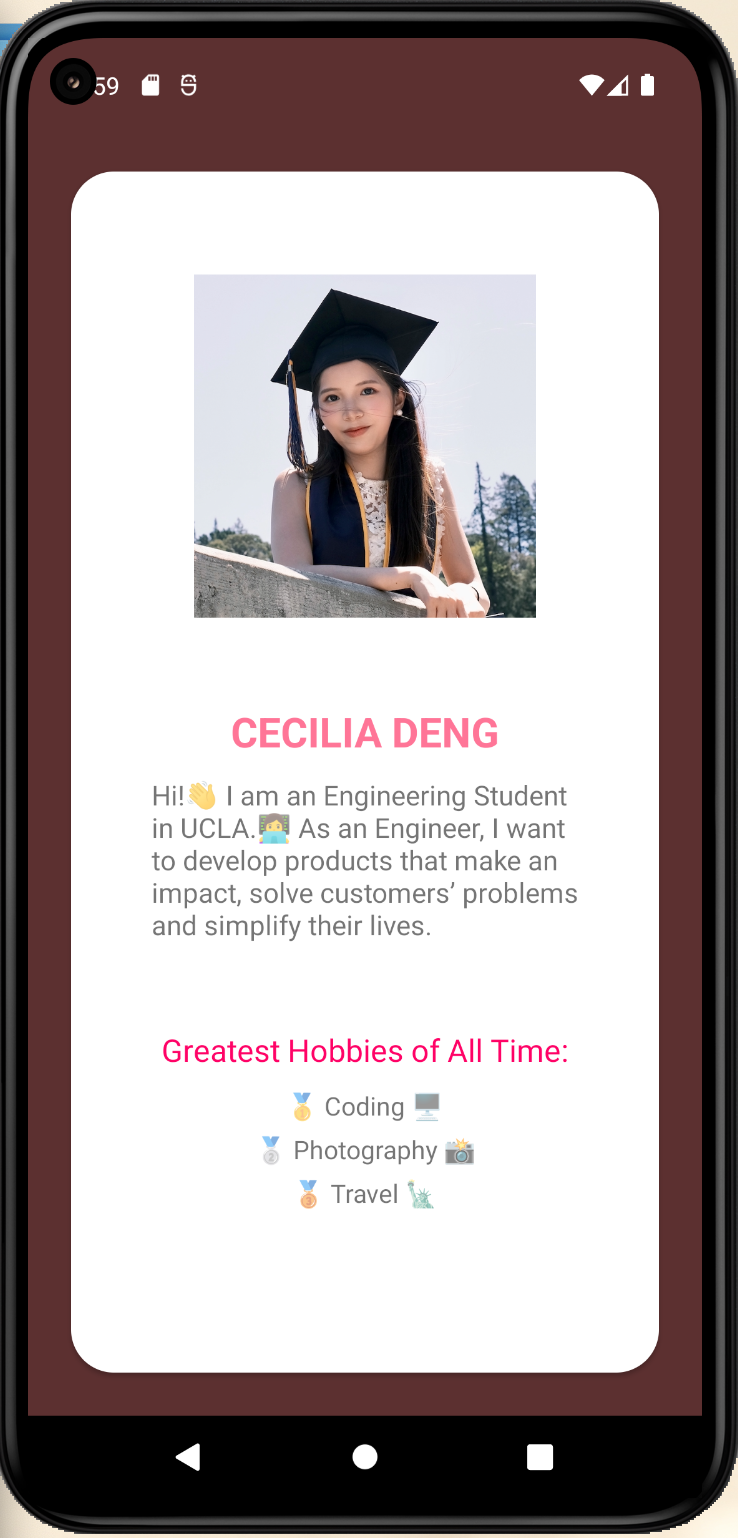 59
CECILIA DENG
Hi!👋 I am an Engineering Student
in UCLA.👩‍💻 As an Engineer, I want
to develop products that make an
impact, solve customers’ problems
and simplify their lives.
Greatest Hobbies of All Time:
🥇 Coding 🖥️
🥈 Photography 📸
🥉 Travel 🗽